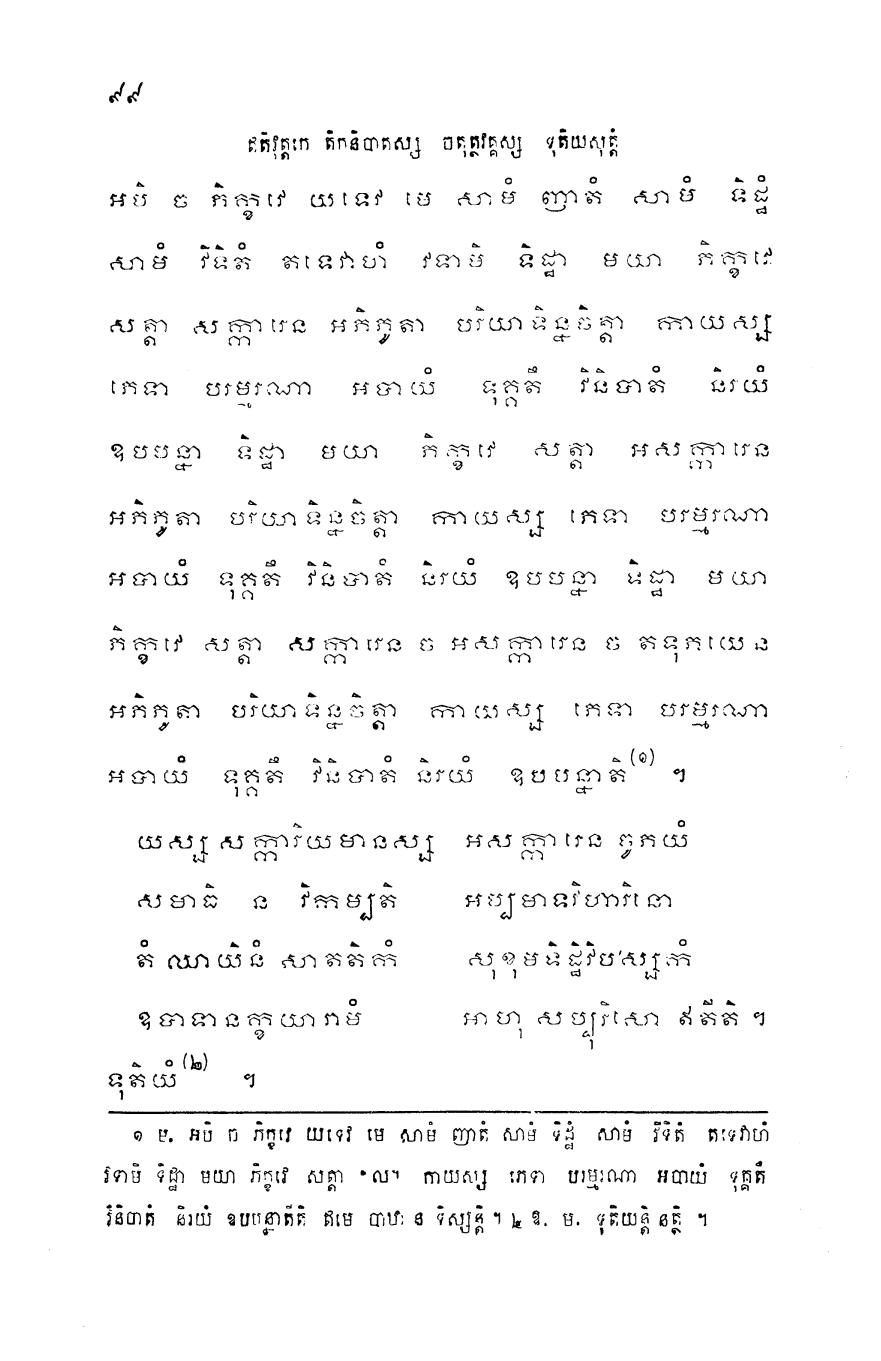 ៩៩
ឥតិវុត្តកេ តិកនិបាតស្ស ចតុត្ថវគ្គស្ស ទុតិយសុត្តំ
អបិ ច ភិក្ខវេ យទេវ មេ សាមំ ញាតំ សាមំ ទិដ្ឋំ
សាមំ វិទិតំ តទេវាហំ វទាមិ ទិដ្ឋា មយា ភិក្ខវេ
សត្តា សក្ការេន អភិភូតា បរិយាទិន្នចិត្តា កាយស្ស
ភេទា បរម្មរណា អបាយំ ទុគ្គតឹ វិនិបាតំ និរយំ
ឧបបន្នា ទិដ្ឋា មយា ភិក្ខវេ សត្តា អសក្ការេន
អភិភូតា បរិយាទិន្នចិត្តា កាយស្ស ភេទា បរម្មរណា
អបាយំ ទុគ្គតឹ វិនិបាតំ និរយំ ឧបបន្នា ទិដ្ឋា មយា
ភិក្ខវេ សត្តា សក្ការេន ច អសក្ការេន ច តទុភយេន
អភិភូតា បរិយាទិន្នចិត្តា កាយស្ស ភេទា បរម្មរណា
អបាយំ ទុគ្គតឹ វិនិបាតំ និរយំ ឧបបន្នាតិ(១) ។
យស្ស សក្ការិយមានស្ស អសក្ការេន ចូភយំ
សមាធិ ន វិកម្បតិ អប្បមាទវិហារិនោ
តំ ឈាយិនំ សាតតិកំ សុខុមទិដ្ឋិវិបស្សកំ
ឧបាទានក្ខយារាមំ អាហុ សប្បុរិសោ ឥតីតិ ។
ទុតិយំ(២) ។
១ ម. អបិ ច ភិក្ខវេ យទេវ មេ សាមំ ញាតំ សាមំ ទិដ្ឋំ សាមំ វិទិតំ តទេវាហំ
វទាមិ ទិដ្ឋា មយា ភិក្ខវេ សត្តា ។ល។ កាយស្ស ភេទា បរម្មរណា អបាយំ ទុគ្គតឹ
វិនិបាតំ និរយំ ឧបបន្នាតីតិ ឥមេ បាឋៈ ន ទិស្សន្តិ ។ ២ ឱ. ម. ទុតិយន្តិ នត្ថិ ។